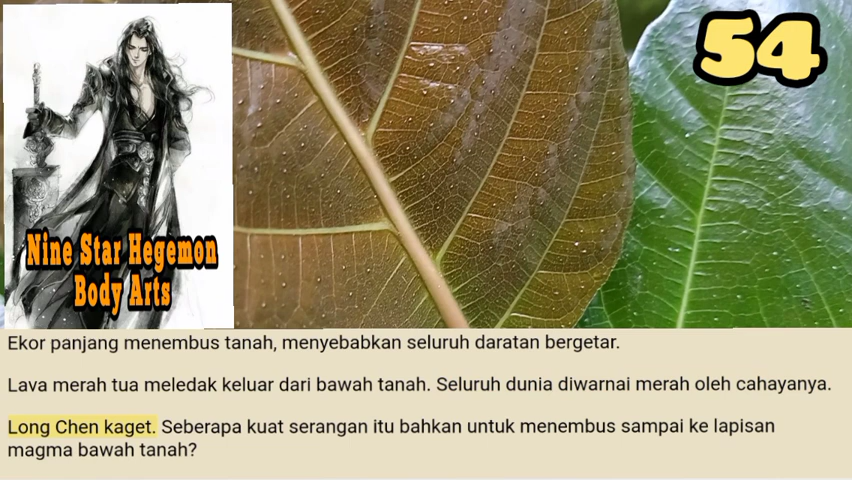 54
Nine Star Hegemon
Body Arts
Ekor panjang menembus tanah, menyebabkan seluruh daratan bergetar.
Lava merah tua meledak keluar dari bawah tanah. Seluruh dunia diwarnai merah oleh cahayanya.
Long Chen kaget. Seberapa kuat serangan itu bahkan untuk menembus sampai ke lapisan
magma bawah tanah?